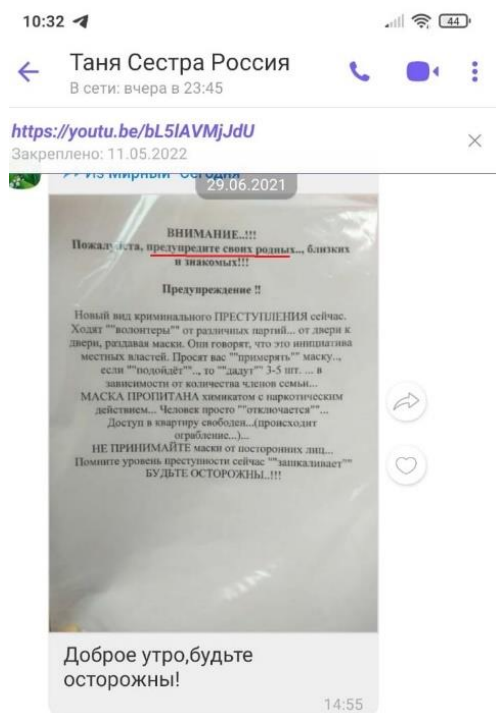 10:32
44
Таня Сестра Россия
В сети: вчера в 23:45
https://youtu.be/bL5lAVMjJdU
Закреплено: 11.05.2022
Из Мирный Сегодня
29.06.2021
ВНИМАНИЕ..!!!
Пожалуйста, предупредите своих родных.., близких
и знакомых!!!
Предупреждение !!
Новый вид криминального ПРЕСТУПЛЕНИЯ сейчас.
Ходят ""волонтеры"" от различных партий... от двери к
двери, раздавая маски. Они говорят, что это инициатива
местных властей. Просят вас ""примерять"" маску..,
если ""подойдёт"".., то ""дадут"" 3-5 шт. ... в
зависимости от количества членов семьи...
МАСКА ПРОПИТАНА химикатом с наркотическим
действием... Человек просто ""отключается""...
Доступ в квартиру свободен...(происходит
ограбление...)...
НЕ ПРИНИМАЙТЕ маски от посторонних лиц...
Помните уровень преступности сейчас ""зашкаливает""
БУДЬТЕ ОСТОРОЖНЫ..!!!
Доброе утро,будьте
осторожны!
14:55